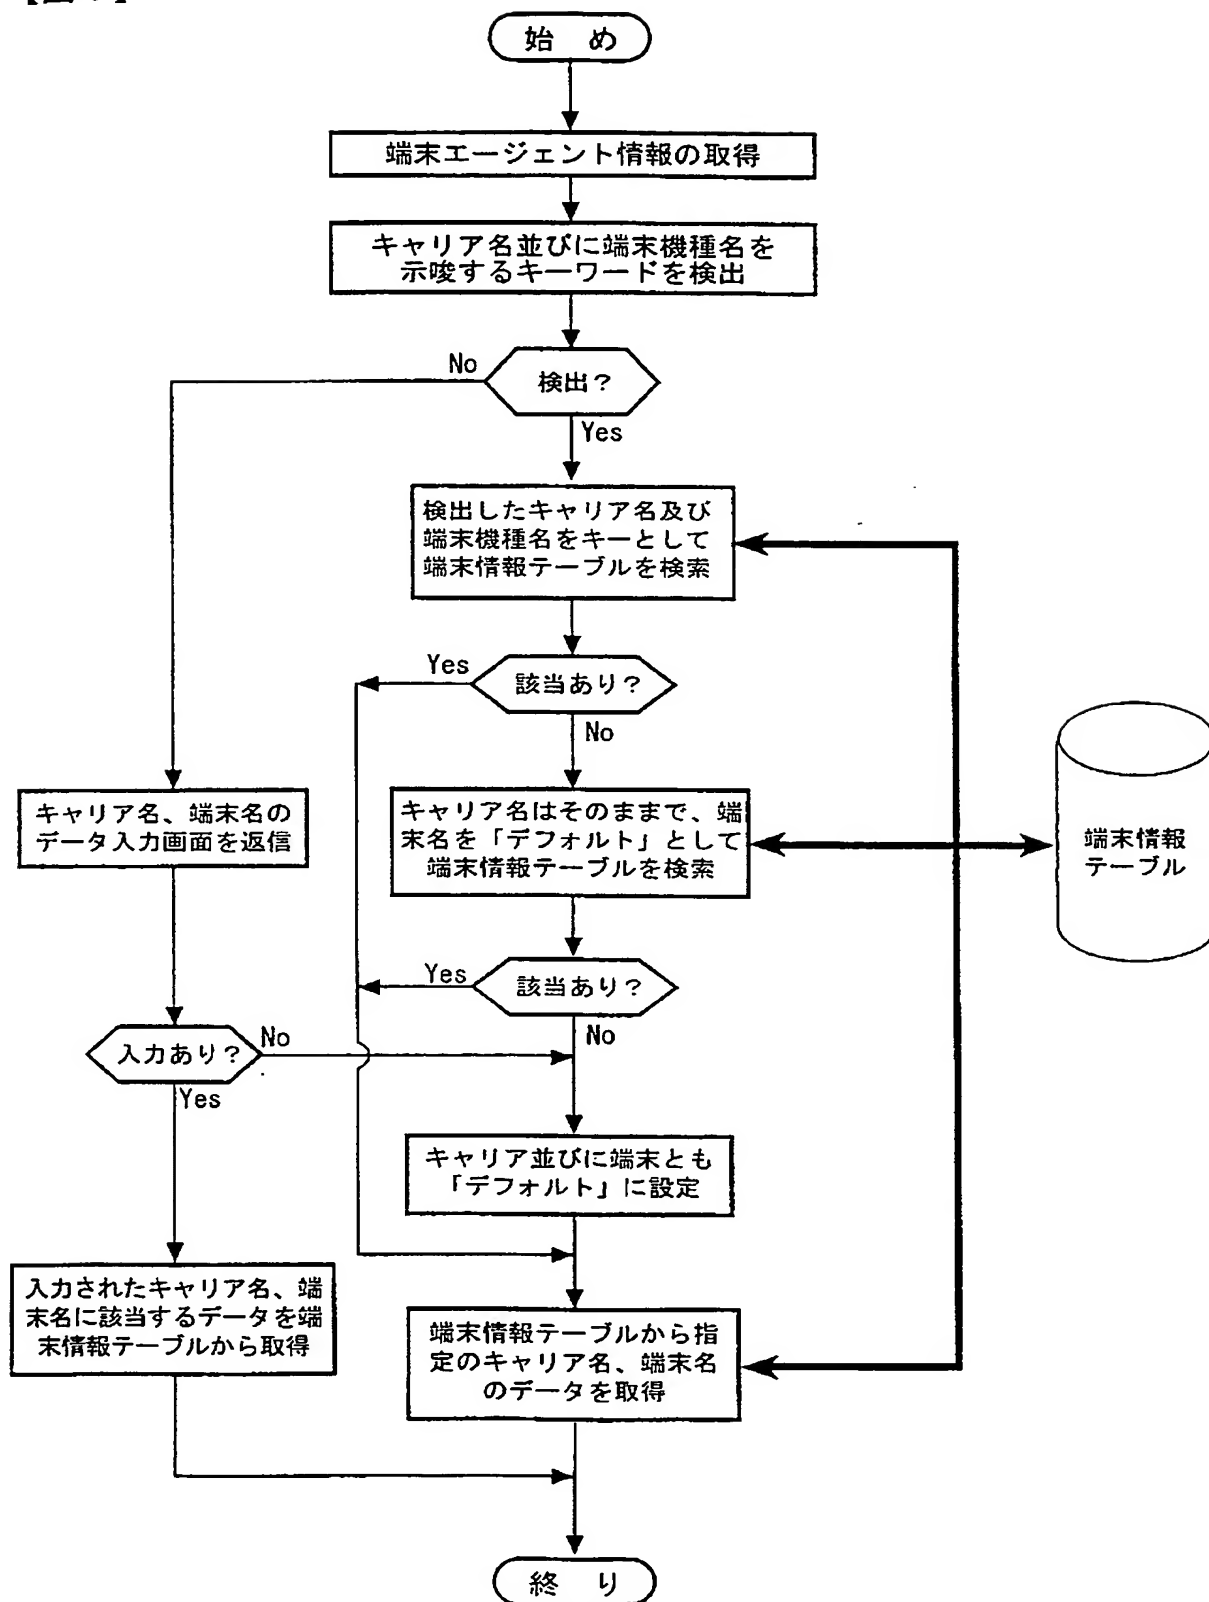 始 め
端末エージェント情報の取得
キャリア名並びに端末機種名を
示唆するキーワードを検出
検出?
No
Yes
検出したキャリア名及び
端末機種名をキーとして
端末情報テーブルを検索
該当あり?
Yes
No
キャリア名、端末名の
データ入力画面を返信
キャリア名はそのままで、端
末名を「デフォルト」として
端末情報テーブルを検索
端末情報
テーブル
該当あり?
Yes
No
入力あり?
No
Yes
キャリア並びに端末とも
「デフォルト」に設定
入力されたキャリア名、端
末名に該当するデータを端
末情報テーブルから取得
端末情報テーブルから指
定のキャリア名、端末名
のデータを取得
終 り